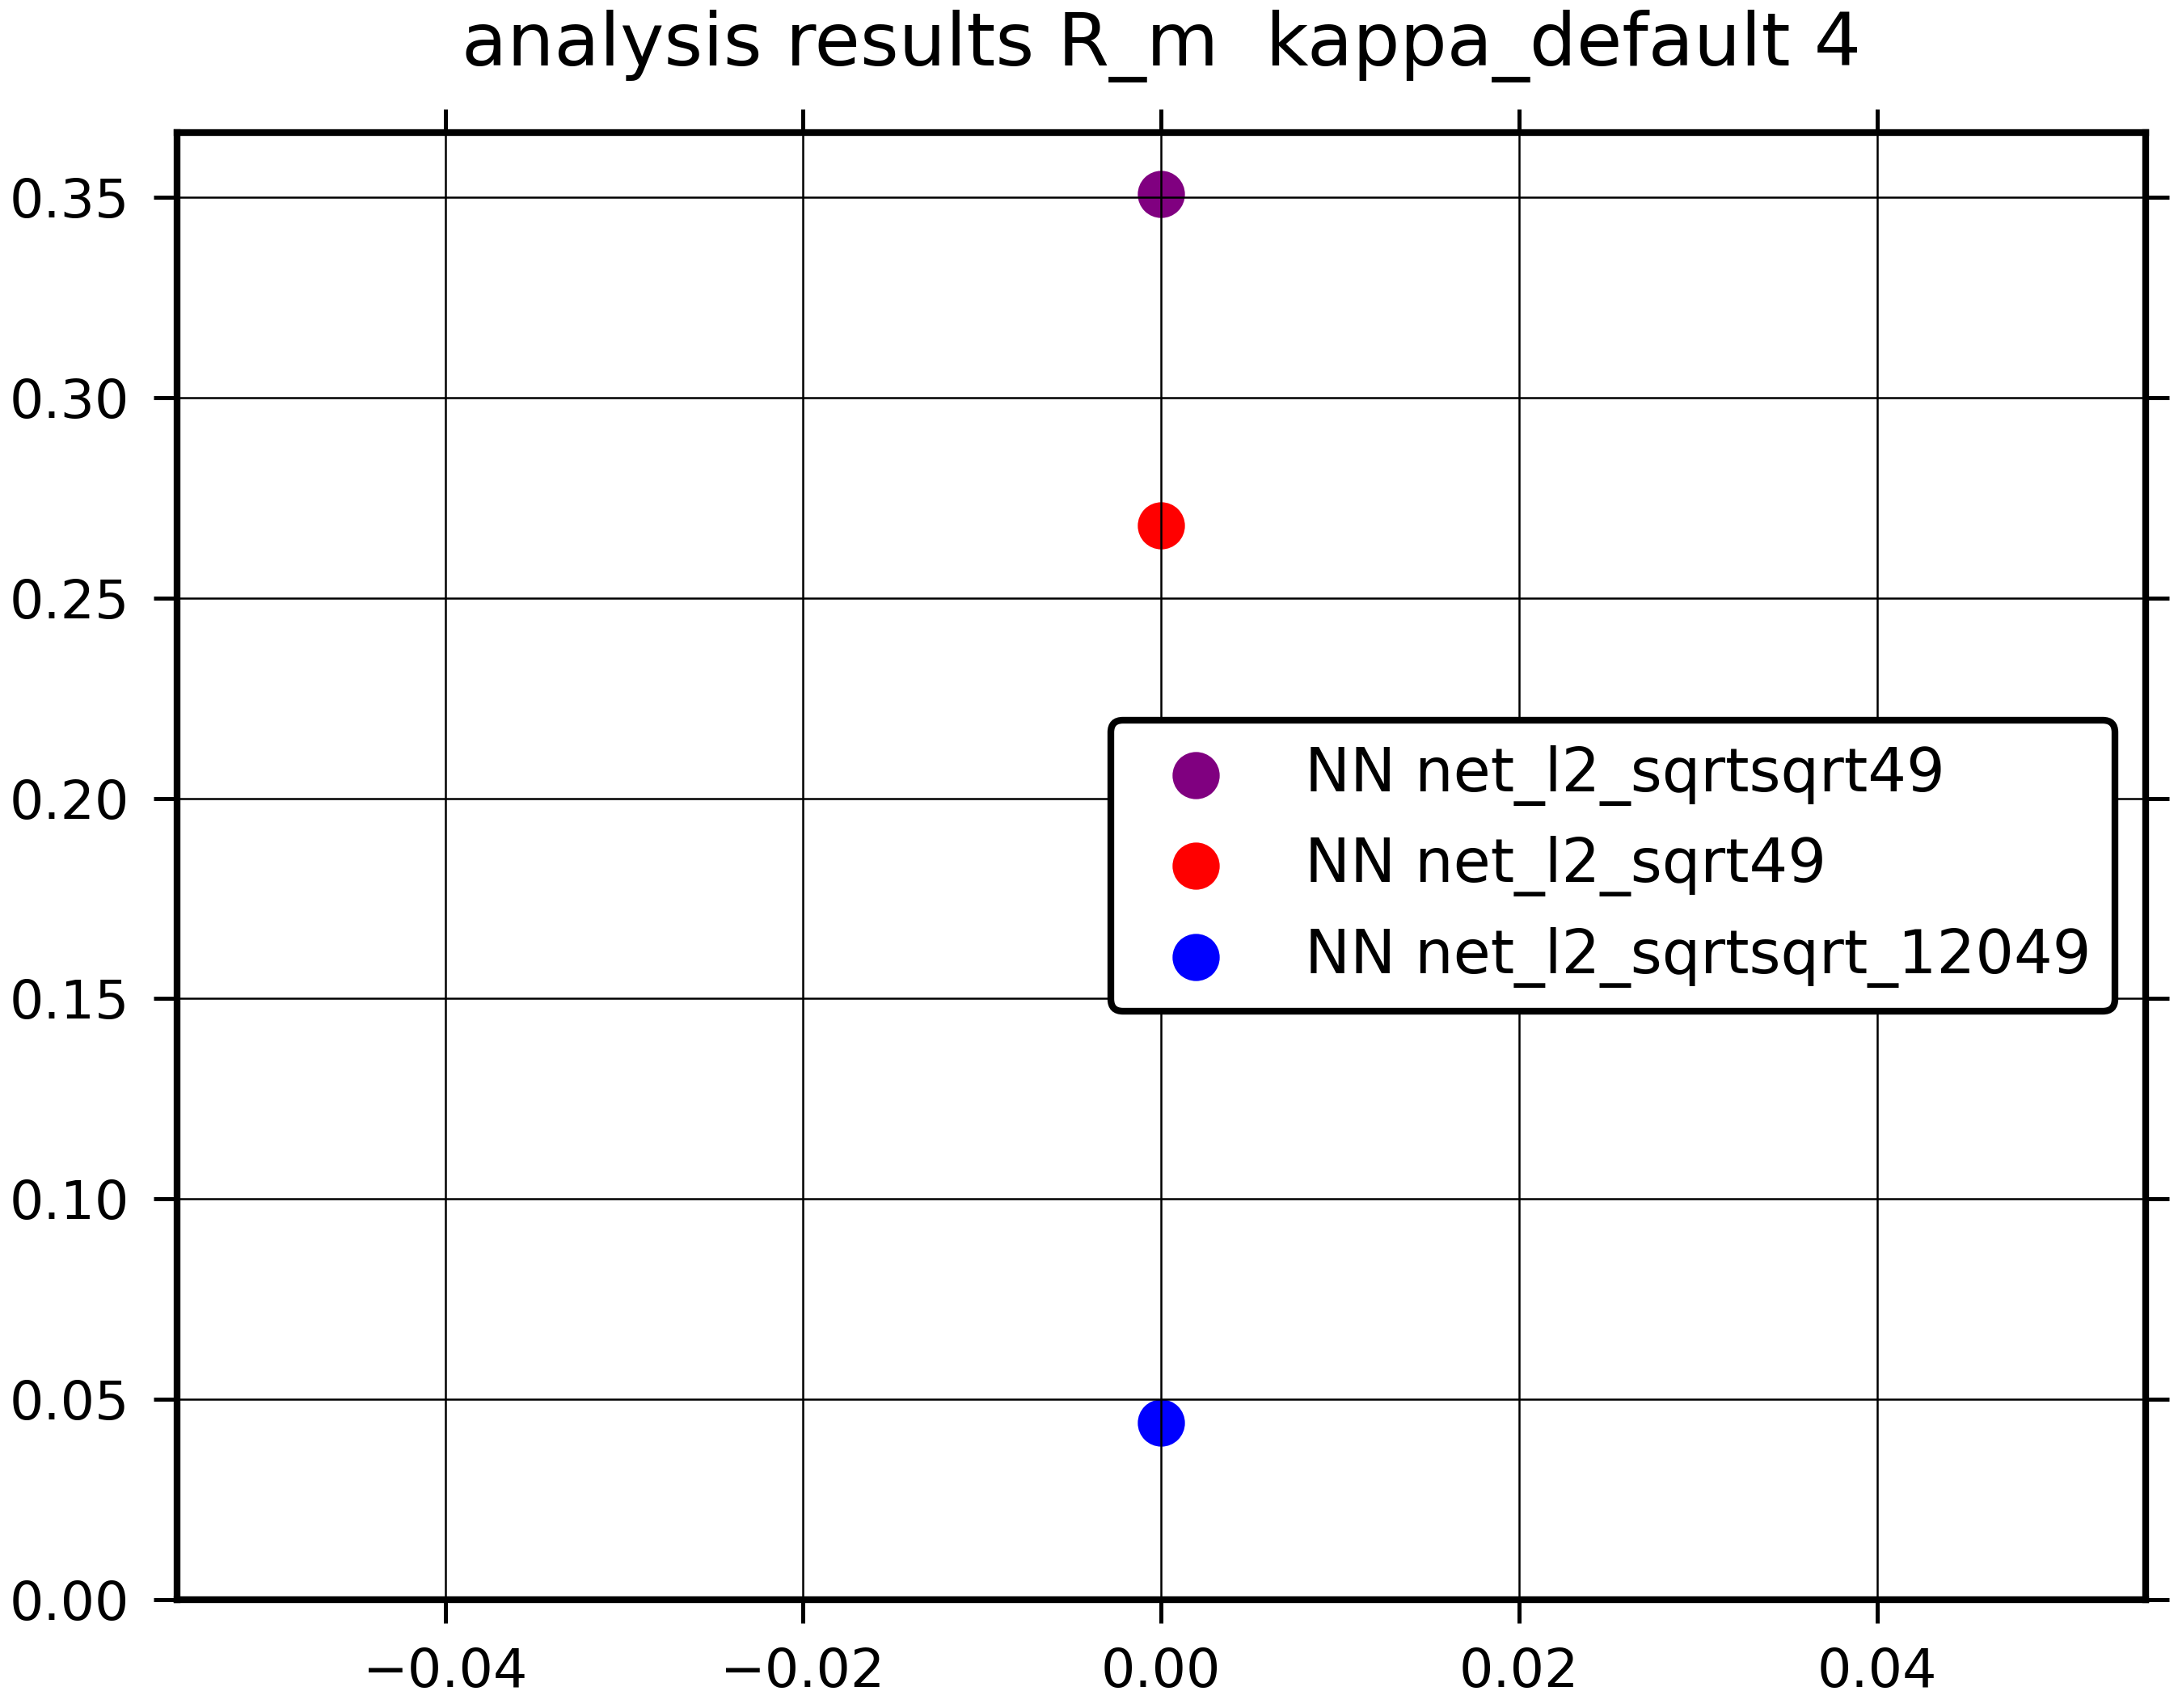 analysis results R_m  kappa_default 4
0.35
0.30
0.25
0.20
0.15
0.10
0.05
0.00
NN net_l2_sqrtsqrt49
NN net_l2_sqrt49
NN net_l2_sqrtsqrt_12049
−0.04 −0.02 0.00 0.02 0.04